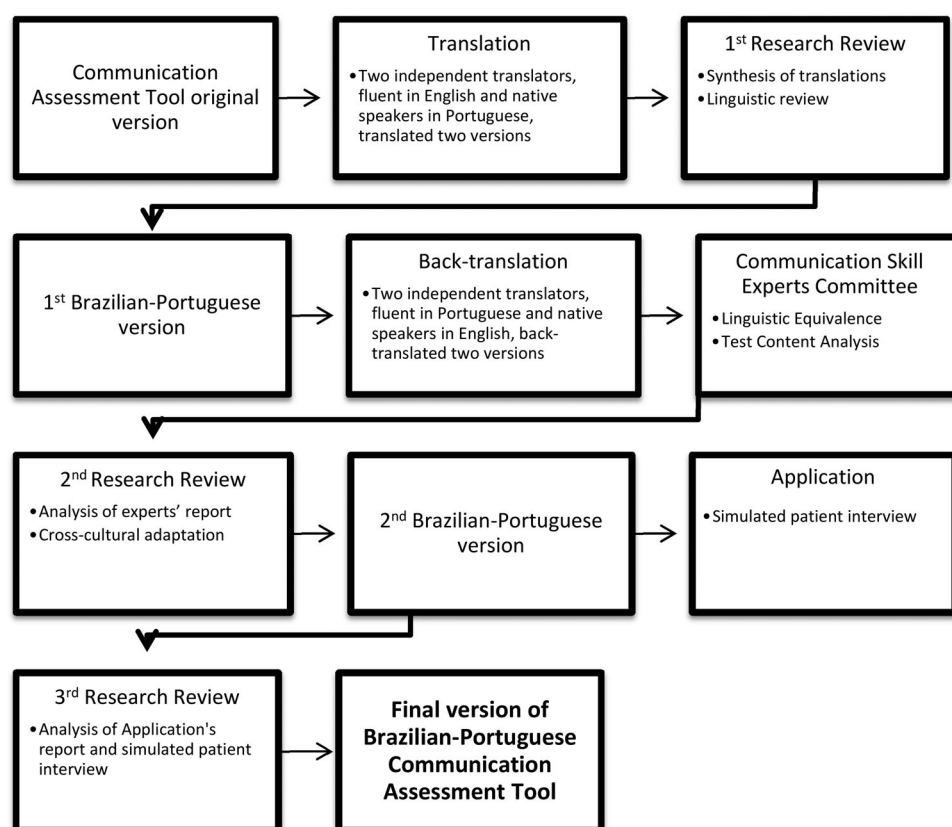 Communication
Assessment Tool original
version
Translation
•Two independent translators,
fluent in English and native
speakers in Portuguese,
translated two versions
1st Research Review
•Synthesis of translations
•Linguistic review
1st Brazilian-Portuguese
version
Back-translation
•Two independent translators,
fluent in Portuguese and native
speakers in English, back-
translated two versions
Communication Skill
Experts Committee
•Linguistic Equivalence
•Test Content Analysis
2nd Research Review
•Analysis of experts’ report
•Cross-cultural adaptation
2nd Brazilian-Portuguese
version
Application
•Simulated patient interview
3rd Research Review
•Analysis of Application's
report and simulated patient
interview
Final version of
Brazilian-Portuguese
Communication
Assessment Tool